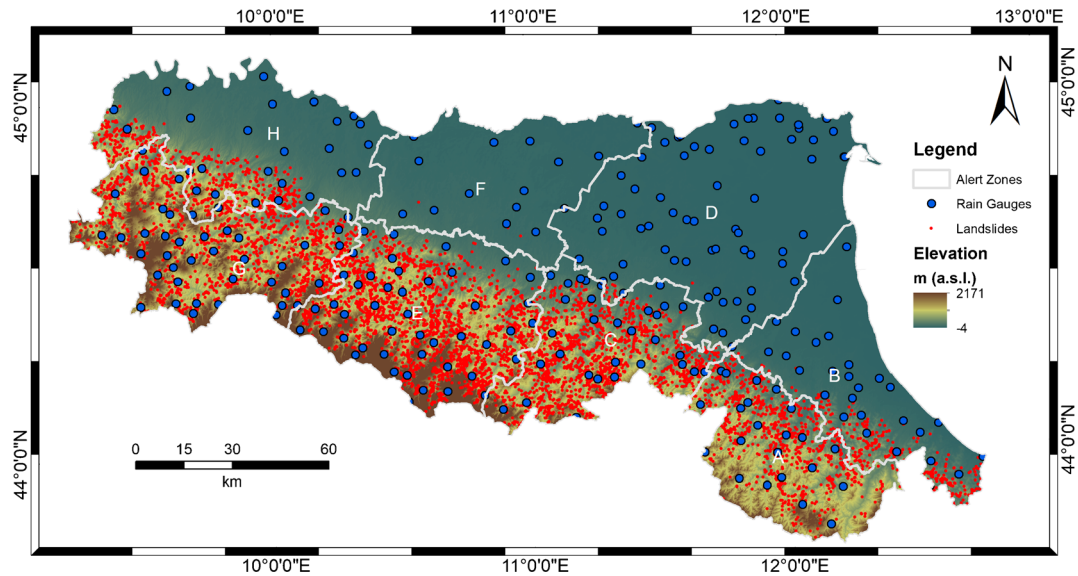 10°0'0"E 11°0'0"E 12°0'0"E 13°0'0"E
45°0'0"N
45°0'0"N
N
H
Legend
Alert Zones
Rain Gauges
Landslides
F
D
Elevation
m (a.s.l.)
2171
-4
G
E
C
B
A
0 15 30 60
km
44°0'0"N
44°0'0"N
10°0'0"E 11°0'0"E 12°0'0"E